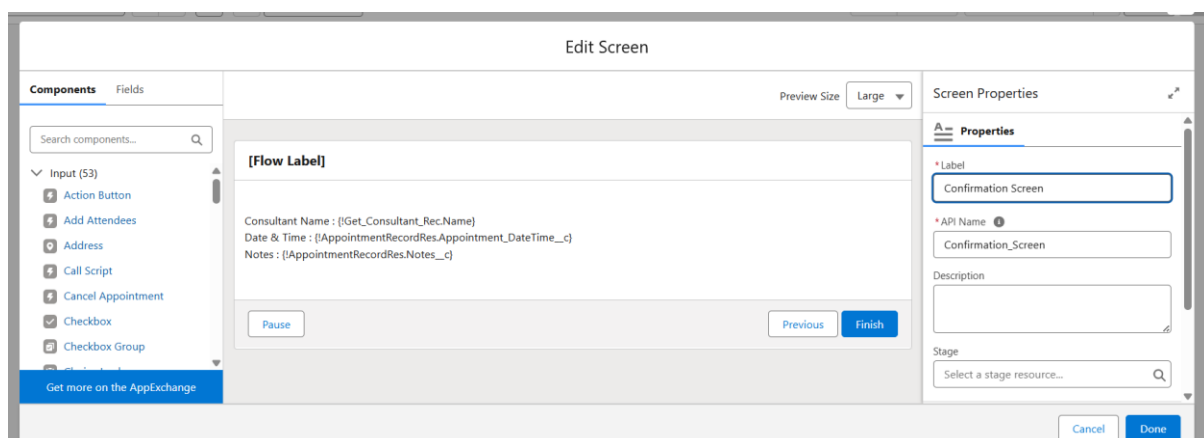 Edit Screen
Components Fields
Search components...
Input (53)
Action Button
Add Attendees
Address
Call Script
Cancel Appointment
Checkbox
Checkbox Group
Get more on the AppExchange
Preview Size Large
[Flow Label]
Consultant Name : {!Get_Consultant_Rec.Name}
Date & Time : {!AppointmentRecordRes.Appointment_DateTime__c}
Notes : {!AppointmentRecordRes.Notes__c}
Pause Previous Finish
Screen Properties
A Properties
* Label
Confirmation Screen
* API Name
Confirmation_Screen
Description
Stage
Select a stage resource...
Cancel Done